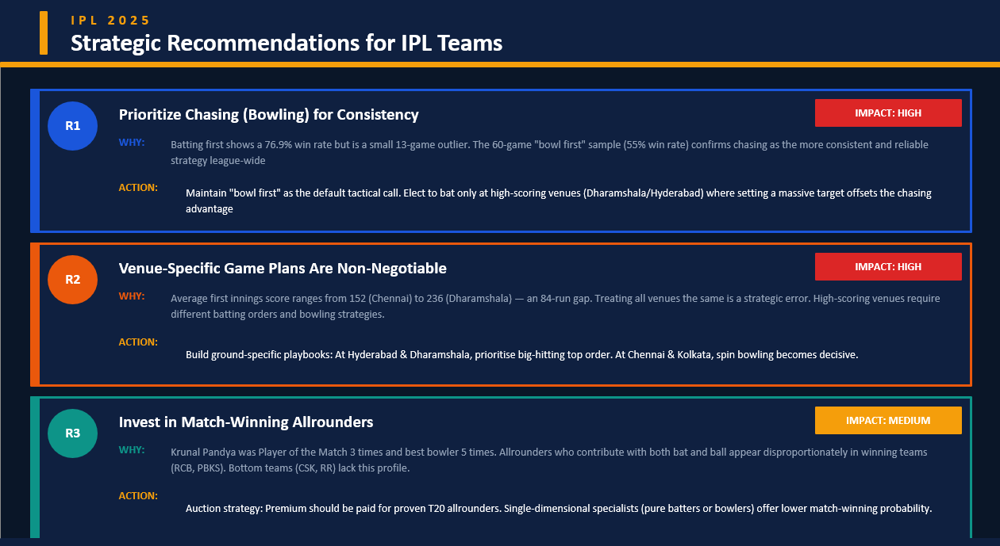 IPL 2025
Strategic Recommendations for IPL Teams
R1
Prioritize Chasing (Bowling) for Consistency
IMPACT: HIGH
WHY:
Batting first shows a 76.9% win rate but is a small 13-game outlier. The 60-game "bowl first" sample (55% win rate) confirms chasing as the more consistent and reliable
strategy league-wide
ACTION:
Maintain "bowl first" as the default tactical call. Elect to bat only at high-scoring venues (Dharamshala/Hyderabad) where setting a massive target offsets the chasing
advantage
R2
Venue-Specific Game Plans Are Non-Negotiable
IMPACT: HIGH
WHY:
Average first innings score ranges from 152 (Chennai) to 236 (Dharamshala) — an 84-run gap. Treating all venues the same is a strategic error. High-scoring venues require
different batting orders and bowling strategies.
ACTION:
Build ground-specific playbooks: At Hyderabad & Dharamshala, prioritise big-hitting top order. At Chennai & Kolkata, spin bowling becomes decisive.
R3
Invest in Match-Winning Allrounders
IMPACT: MEDIUM
WHY:
Krunal Pandya was Player of the Match 3 times and best bowler 5 times. Allrounders who contribute with both bat and ball appear disproportionately in winning teams
(RCB, PBKS). Bottom teams (CSK, RR) lack this profile.
ACTION:
Auction strategy: Premium should be paid for proven T20 allrounders. Single-dimensional specialists (pure batters or bowlers) offer lower match-winning probability.